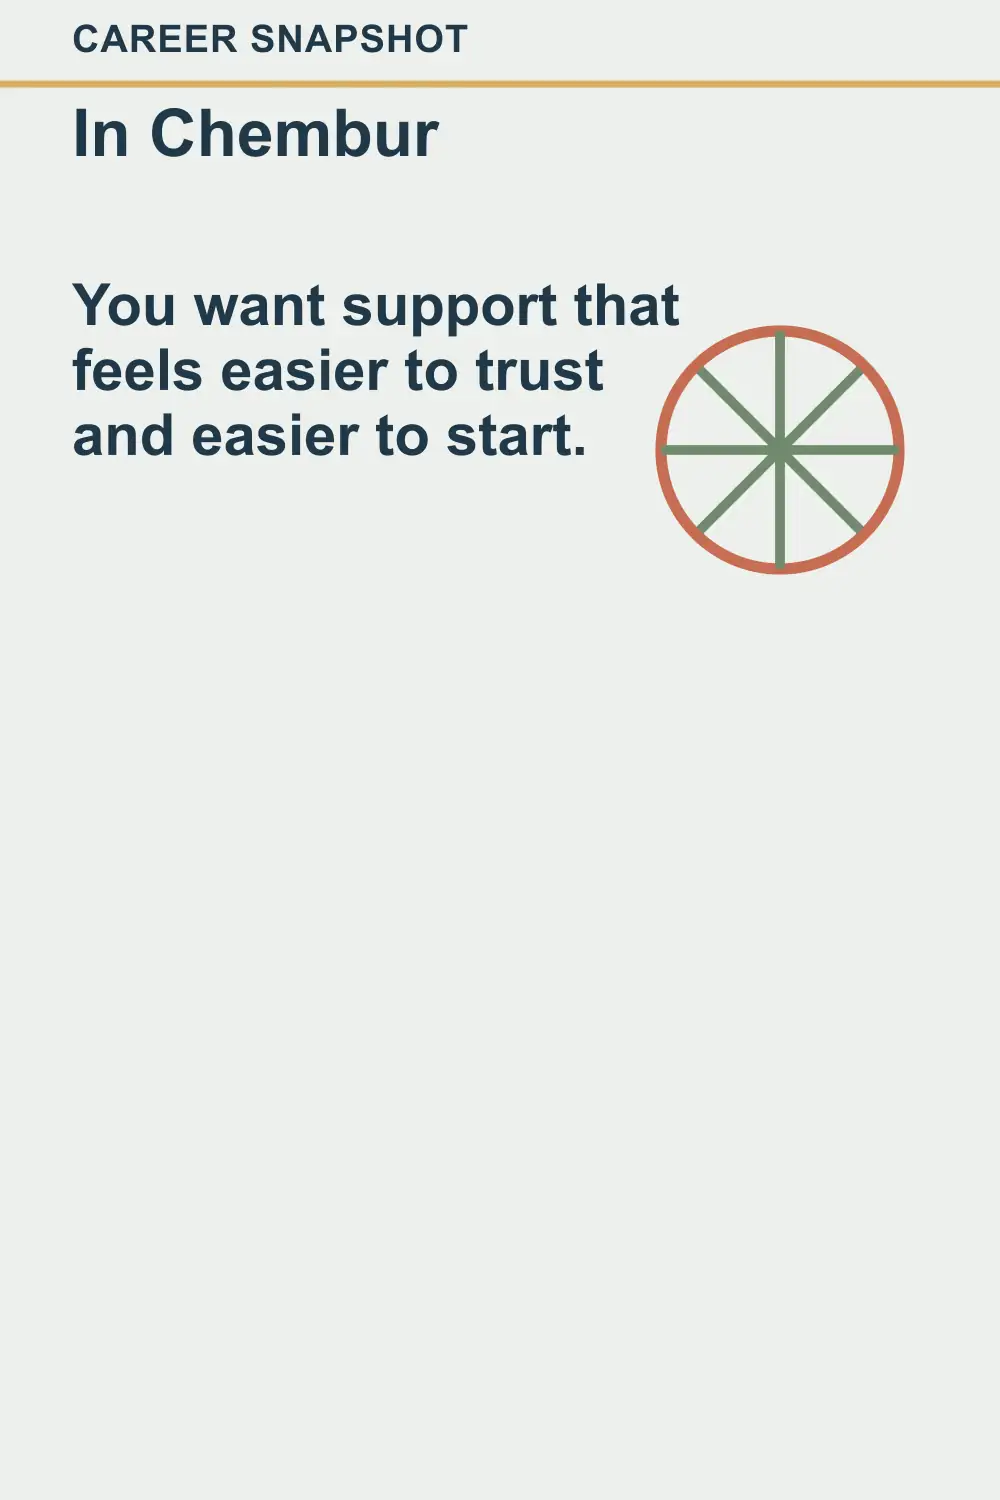 CAREER SNAPSHOT
In Chembur
You want support that
feels easier to trust
and easier to start.